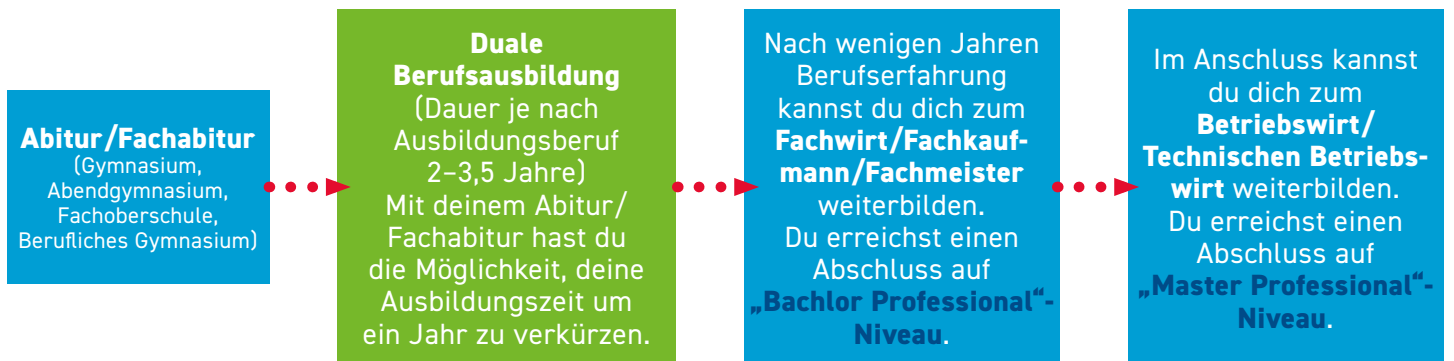 Abitur/Fachabitur
(Gymnasium,
Abendgymnasium,
Fachoberschule,
Berufliches Gymnasium)
Duale
Berufsausbildung
(Dauer je nach
Ausbildungsberuf
2–3,5 Jahre)
Mit deinem Abitur/
Fachabitur hast du
die Möglichkeit, deine
Ausbildungszeit um
ein Jahr zu verkürzen.
Nach wenigen Jahren
Berufserfahrung
kannst du dich zum
Fachwirt/Fachkauf-
mann/Fachmeister
weiterbilden.
Du erreichst einen
Abschluss auf
„Bachlor Professional“-
Niveau.
Im Anschluss kannst
du dich zum
Betriebswirt/
Technischen Betriebs-
wirt weiterbilden.
Du erreichst einen
Abschluss auf
„Master Professional“-
Niveau.